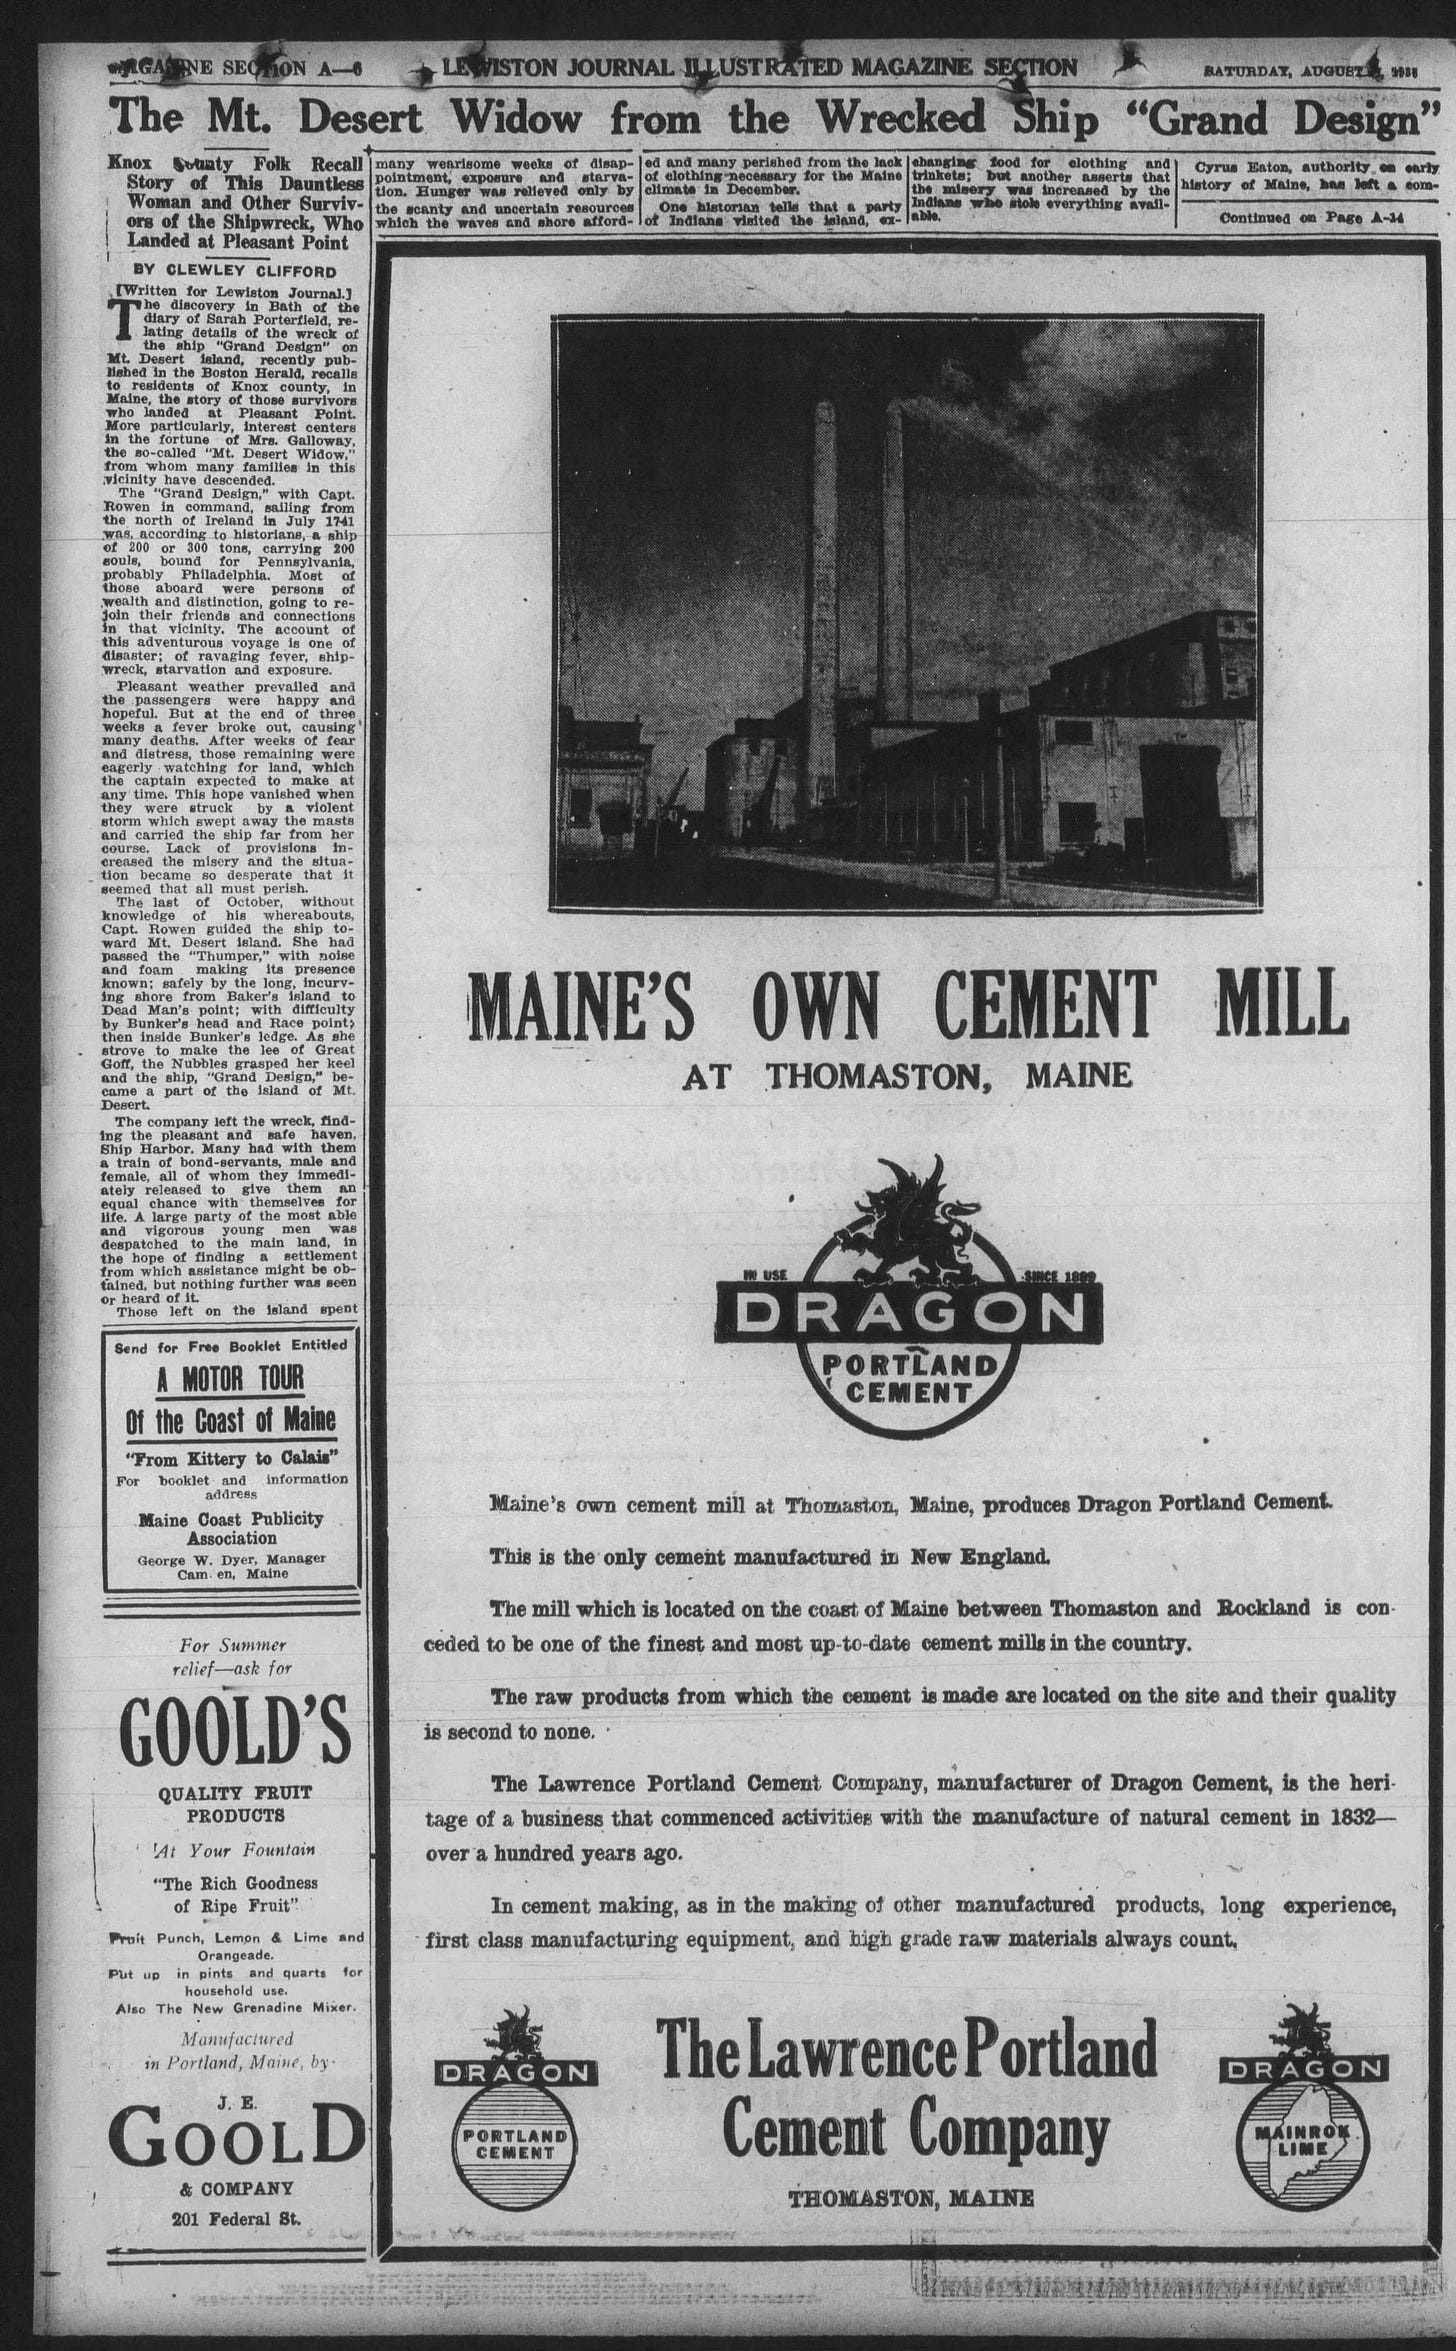 MAGAZINE SECTION A—6
LEWISTON JOURNAL ILLUSTRATED MAGAZINE SECTION
SATURDAY, AUGUST
The Mt. Desert Widow from the Wrecked Ship "Grand Design"
Knox County Folk Recall
Story of This Dauntless
Woman and Other Surviv-
ors of the Shipwreck, Who
Landed at Pleasant Point
BY CLEWLEY CLIFFORD
[Written for Lewiston Journal.]
The discovery in Bath of the
diary of Sarah Porterfield, re-
lating details of the wreck of
the ship "Grand Design" on
Mt. Desert island, recently pub-
lished in the Boston Herald, recalls
to residents of Knox county, in
Maine, the story of those survivors
who landed at Pleasant Point.
More particularly, interest centers
in the fortune of Mrs. Galloway,
the so-called "Mt. Desert Widow,"
from whom many families in this
vicinity have descended.
The "Grand Design," with Capt.
Rowen in command, sailing from
the north of Ireland in July 1741
was, according to historians, a ship
of 200 or 300 tons, carrying 200
souls, bound for Pennsylvania,
probably Philadelphia. Most of
those aboard were persons of
wealth and distinction, going to re-
join their friends and connections
in that vicinity. The account of
this adventurous voyage is one of
disaster; of ravaging fever, ship-
wreck, starvation and exposure.
Pleasant weather prevailed and
the passengers were happy and
hopeful. But at the end of three
weeks a fever broke out, causing
many deaths. After weeks of fear
and distress, those remaining were
eagerly watching for land, which
the captain expected to make at
any time. This hope vanished when
they were struck by a violent
storm which swept away the masts
and carried the ship far from her
course. Lack of provisions in-
creased the misery and the situa-
tion became so desperate that it
seemed that all must perish.
The last of October, without
knowledge of his whereabouts,
Capt. Rowen guided the ship to-
ward Mt. Desert island. She had
passed the "Thumper," with noise
and foam making its presence
known; safely by the long, incurv-
ing shore from Baker's island to
Dead Man's point; with difficulty
by Bunker's head and Race point;
then inside Bunker's ledge. As she
strove to make the lee of Great
Goff, the Nubbles grasped her keel
and the ship, "Grand Design," be-
came a part of the island of Mt.
Desert.
The company left the wreck, find-
ing the pleasant and safe haven,
Ship Harbor. Many had with them
a train of bond-servants, male and
female, all of whom they immedi-
ately released to give them an
equal chance with themselves for
life. A large party of the most able
and vigorous young men was
despatched to the main land, in
the hope of finding a settlement
from which assistance might be ob-
tained, but nothing further was seen
or heard of it.
Those left on the island spent
many wearisome weeks of disap-
pointment, exposure and starva-
tion. Hunger was relieved only by
the scanty and uncertain resources
which the waves and shore afford-
ed and many perished from the lack
of clothing necessary for the Maine
climate in December.
One historian tells that a party
of Indians visited the island, ex-
changing food for clothing and
trinkets; but another asserts that
the misery was increased by the
Indians who stole everything avail-
able.
Cyrus Eaton, authority on early
history of Maine, has left a com-
Continued on Page A-14
Send for Free Booklet Entitled
A MOTOR TOUR
Of the Coast of Maine
"From Kittery to Calais"
For booklet and information
address
Maine Coast Publicity
Association
George W. Dyer, Manager
Cam en, Maine
For Summer
relief—ask for
GOOLD'S
QUALITY FRUIT
PRODUCTS
At Your Fountain
"The Rich Goodness
of Ripe Fruit"
Fruit Punch, Lemon & Lime and
Orangeade.
Put up in pints and quarts for
household use.
Also The New Grenadine Mixer.
Manufactured
in Portland, Maine, by
J. E.
GOOLD
& COMPANY
201 Federal St.
MAINE'S OWN CEMENT MILL
AT THOMASTON, MAINE
IN USE SINCE 1889
DRAGON
PORTLAND
CEMENT
Maine's own cement mill at Thomaston, Maine, produces Dragon Portland Cement.
This is the only cement manufactured in New England.
The mill which is located on the coast of Maine between Thomaston and Rockland is con-
ceded to be one of the finest and most up-to-date cement mills in the country.
The raw products from which the cement is made are located on the site and their quality
is second to none.
The Lawrence Portland Cement Company, manufacturer of Dragon Cement, is the heri-
tage of a business that commenced activities with the manufacture of natural cement in 1832—
over a hundred years ago.
In cement making, as in the making of other manufactured products, long experience,
first class manufacturing equipment, and high grade raw materials always count.
DRAGON
PORTLAND
CEMENT
The Lawrence Portland
Cement Company
THOMASTON, MAINE
DRAGON
MAINROK
LIME